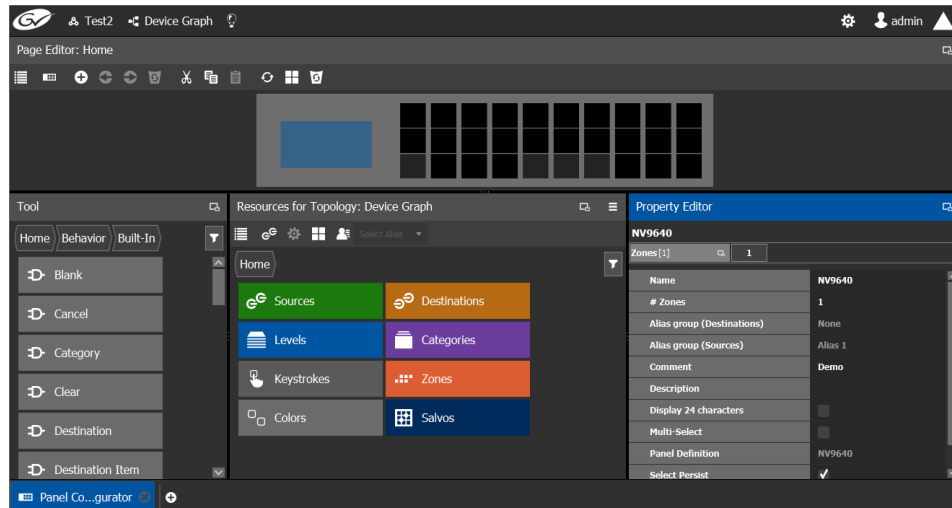 GV Test2 Device Graph admin
Page Editor: Home
Tool
Home Behavior Built-In
Blank
Cancel
Category
Clear
Destination
Destination Item
Resources for Topology: Device Graph
Select Alias
Home
Sources
Destinations
Levels
Categories
Keystrokes
Zones
Colors
Salvos
Property Editor
NV9640
Zones [1] 1
Name NV9640
# Zones 1
Alias group (Destinations) None
Alias group (Sources) Alias 1
Comment Demo
Description
Display 24 characters
Multi-Select
Panel Definition NV9640
Select Persist
Panel Co...gurator